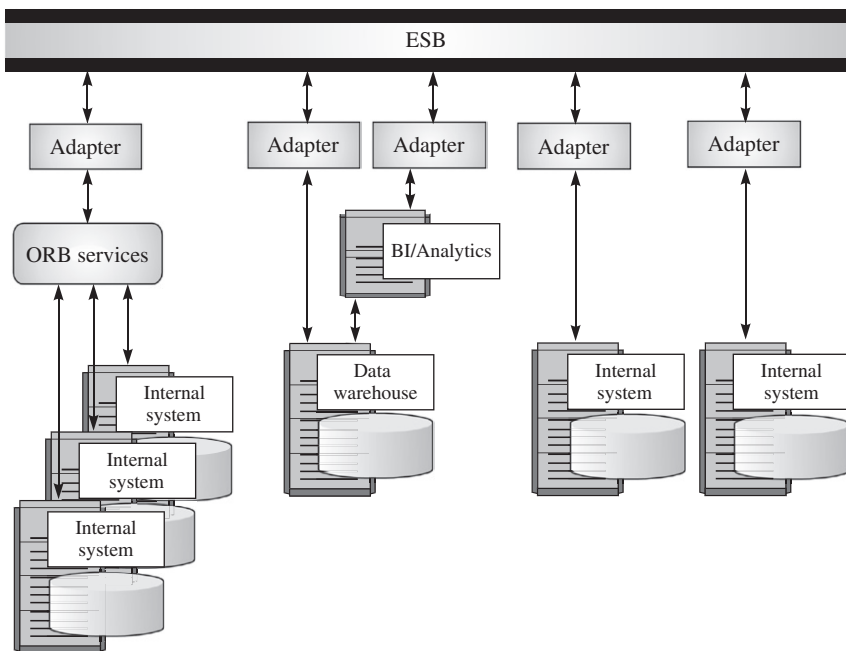 ESB
Adapter
Adapter
Adapter
Adapter
Adapter
ORB services
BI/Analytics
Internal
system
Internal
system
Internal
system
Data
warehouse
Internal
system
Internal
system